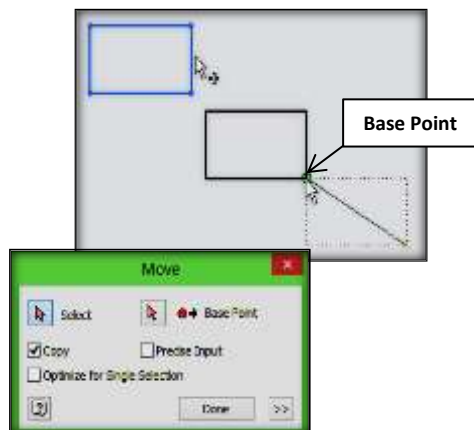 Base Point
Move
Select Base Point
Copy Precise Input
Optimize for Single Selection
Done >>